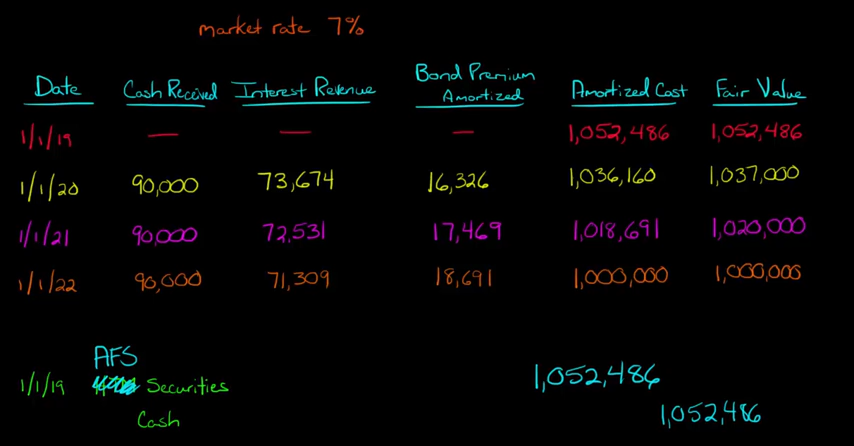 market rate 7%
Date Cash Received Interest Revenue Bond Premium Amortized Amortized Cost Fair Value
1/1/19 — — — 1,052,486 1,052,486
1/1/20 90,000 73,674 16,326 1,036,160 1,037,000
1/1/21 90,000 72,531 17,469 1,018,691 1,020,000
1/1/22 90,000 71,309 18,691 1,000,000 1,000,000
AFS
1/1/19 Securities 1,052,486
Cash 1,052,486